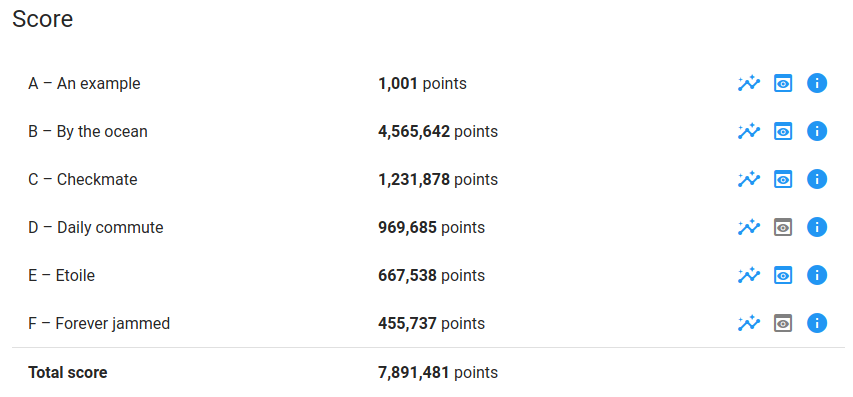 Score
A – An example 1,001 points
B – By the ocean 4,565,642 points
C – Checkmate 1,231,878 points
D – Daily commute 969,685 points
E – Etoile 667,538 points
F – Forever jammed 455,737 points
Total score 7,891,481 points